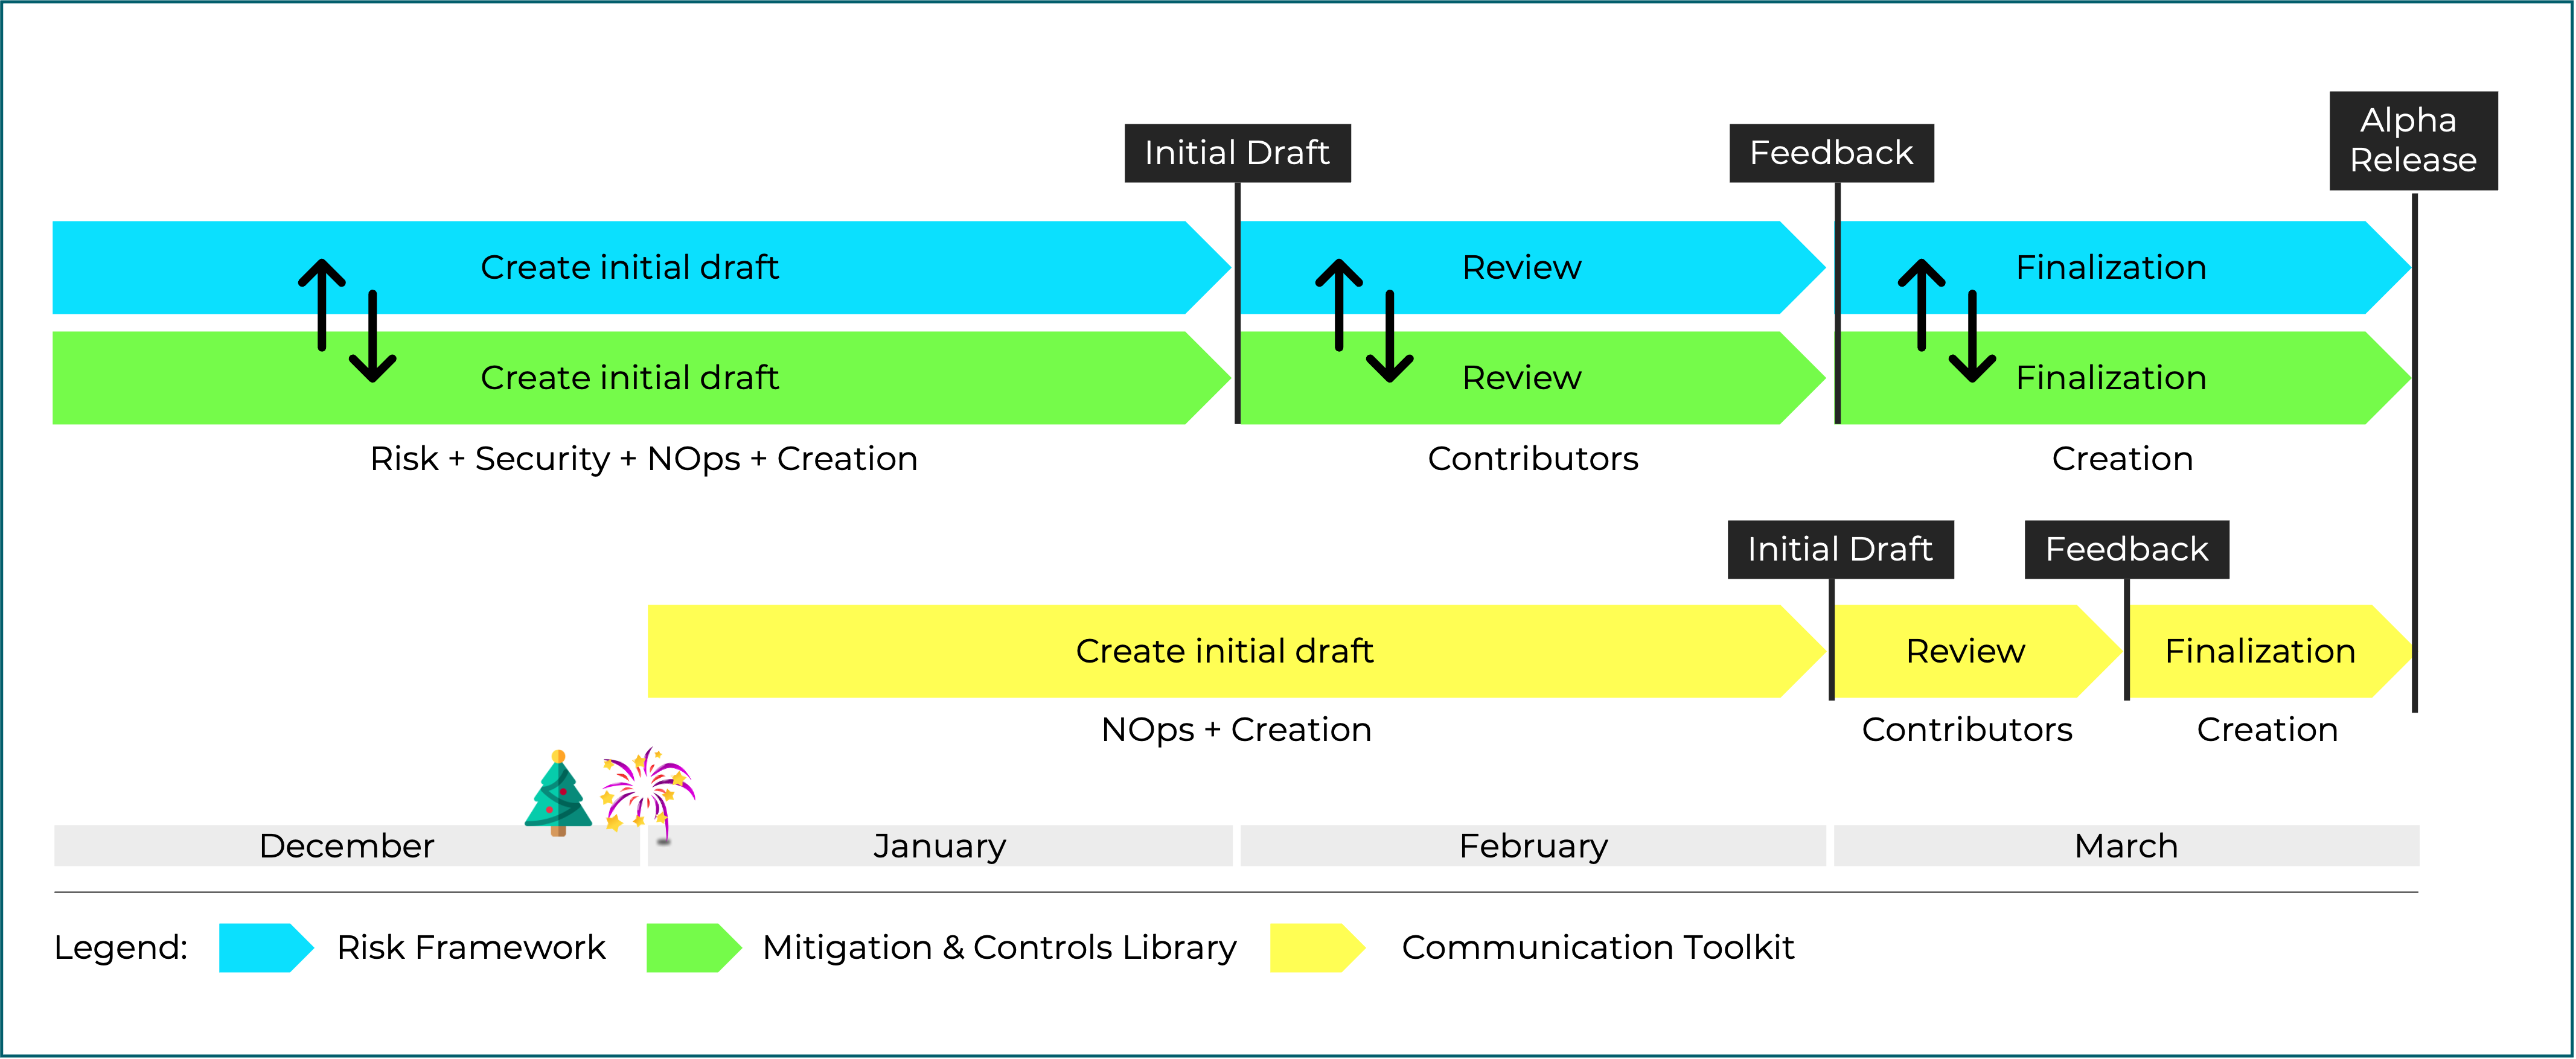 Alpha
Release
Initial Draft
Feedback
Create initial draft
Review
Finalization
Create initial draft
Review
Finalization
Risk + Security + NOps + Creation
Contributors
Creation
Initial Draft
Feedback
Create initial draft
Review
Finalization
NOps + Creation
Contributors
Creation
December
January
February
March
Legend:
Risk Framework
Mitigation & Controls Library
Communication Toolkit